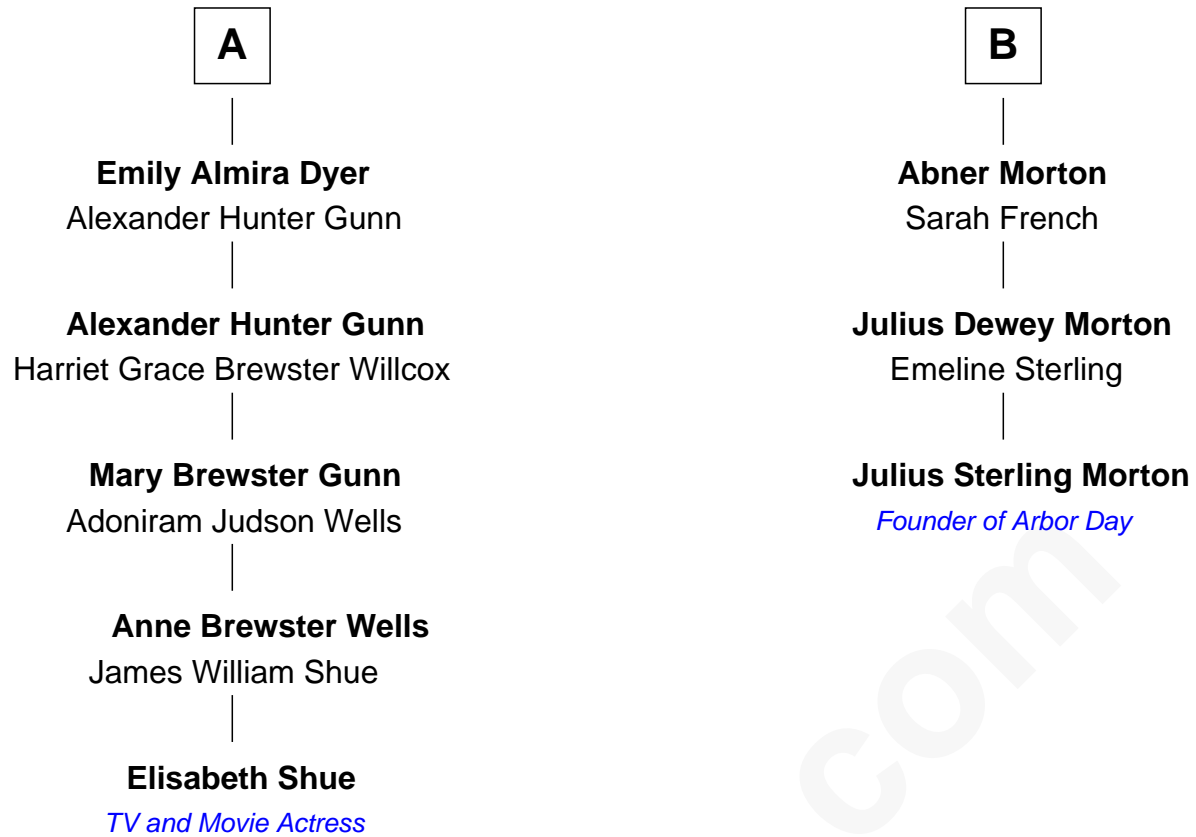 A
Emily Almira Dyer
Alexander Hunter Gunn
Alexander Hunter Gunn
Harriet Grace Brewster Willcox
Mary Brewster Gunn
Adoniram Judson Wells
Anne Brewster Wells
James William Shue
Elisabeth Shue
TV and Movie Actress
B
Abner Morton
Sarah French
Julius Dewey Morton
Emeline Sterling
Julius Sterling Morton
Founder of Arbor Day
com